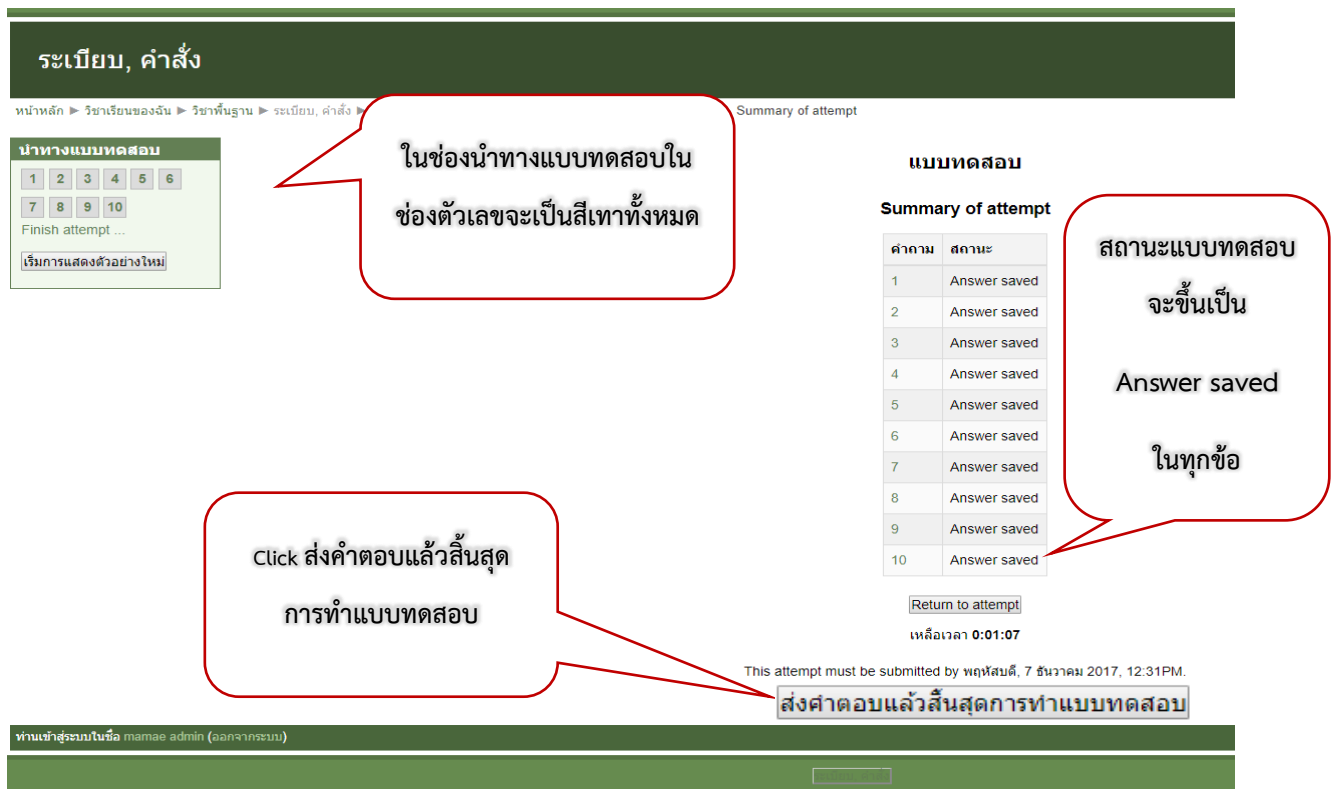 ระเบียบ, คำสั่ง
หน้าหลัก ► วิชาเรียนของฉัน ► วิชาพื้นฐาน ► ระเบียบ, คำสั่ง ►
Summary of attempt
นำทางแบบทดสอบ
1 2 3 4 5 6
7 8 9 10
Finish attempt ...
เริ่มการแสดงตัวอย่างใหม่
ในช่องนำทางแบบทดสอบใน
ช่องตัวเลขจะเป็นสีเทาทั้งหมด
แบบทดสอบ
Summary of attempt
คำถาม สถานะ
1 Answer saved
2 Answer saved
3 Answer saved
4 Answer saved
5 Answer saved
6 Answer saved
7 Answer saved
8 Answer saved
9 Answer saved
10 Answer saved
สถานะแบบทดสอบ
จะขึ้นเป็น
Answer saved
ในทุกข้อ
Click ส่งคำตอบแล้วสิ้นสุด
การทำแบบทดสอบ
Return to attempt
เหลือเวลา 0:01:07
This attempt must be submitted by พฤหัสบดี, 7 ธันวาคม 2017, 12:31PM.
ส่งคำตอบแล้วสิ้นสุดการทำแบบทดสอบ
ท่านเข้าสู่ระบบในชื่อ mamae admin (ออกจากระบบ)